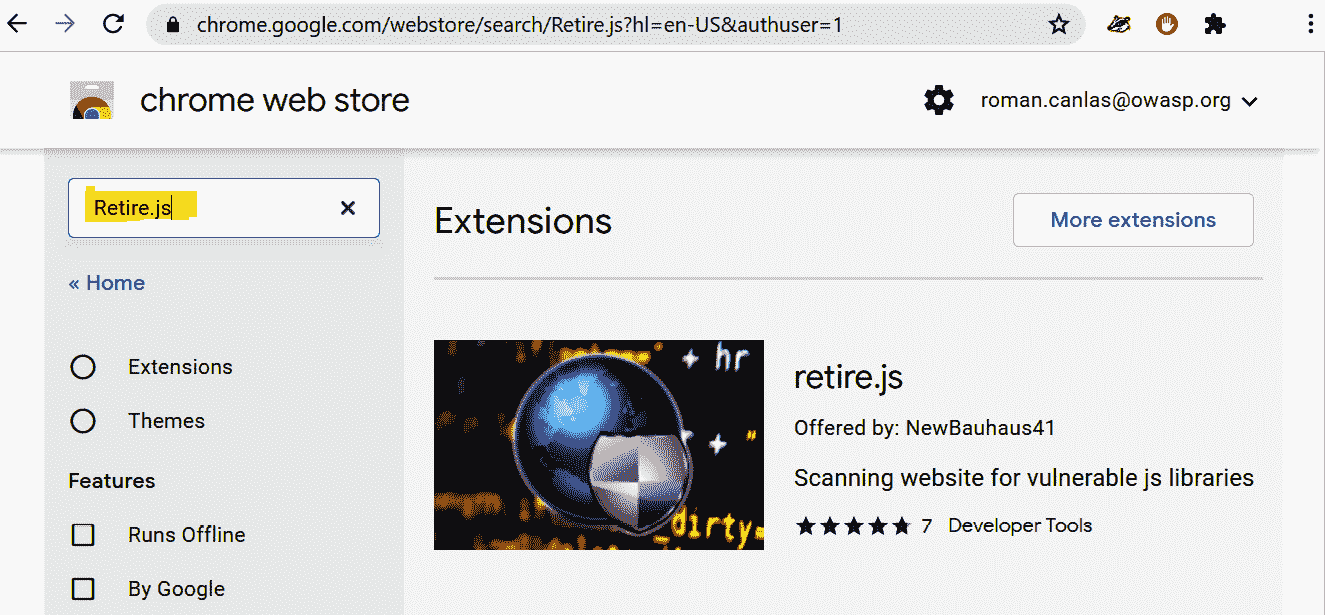 chrome.google.com/webstore/search/Retire.js?hl=en-US&authuser=1
chrome web store
roman.canlas@owasp.org
Retire.js
Extensions
More extensions
« Home
Extensions
Themes
Features
Runs Offline
By Google
+ hr
+ "
_dirty=
retire.js
Offered by: NewBauhaus41
Scanning website for vulnerable js libraries
7 Developer Tools